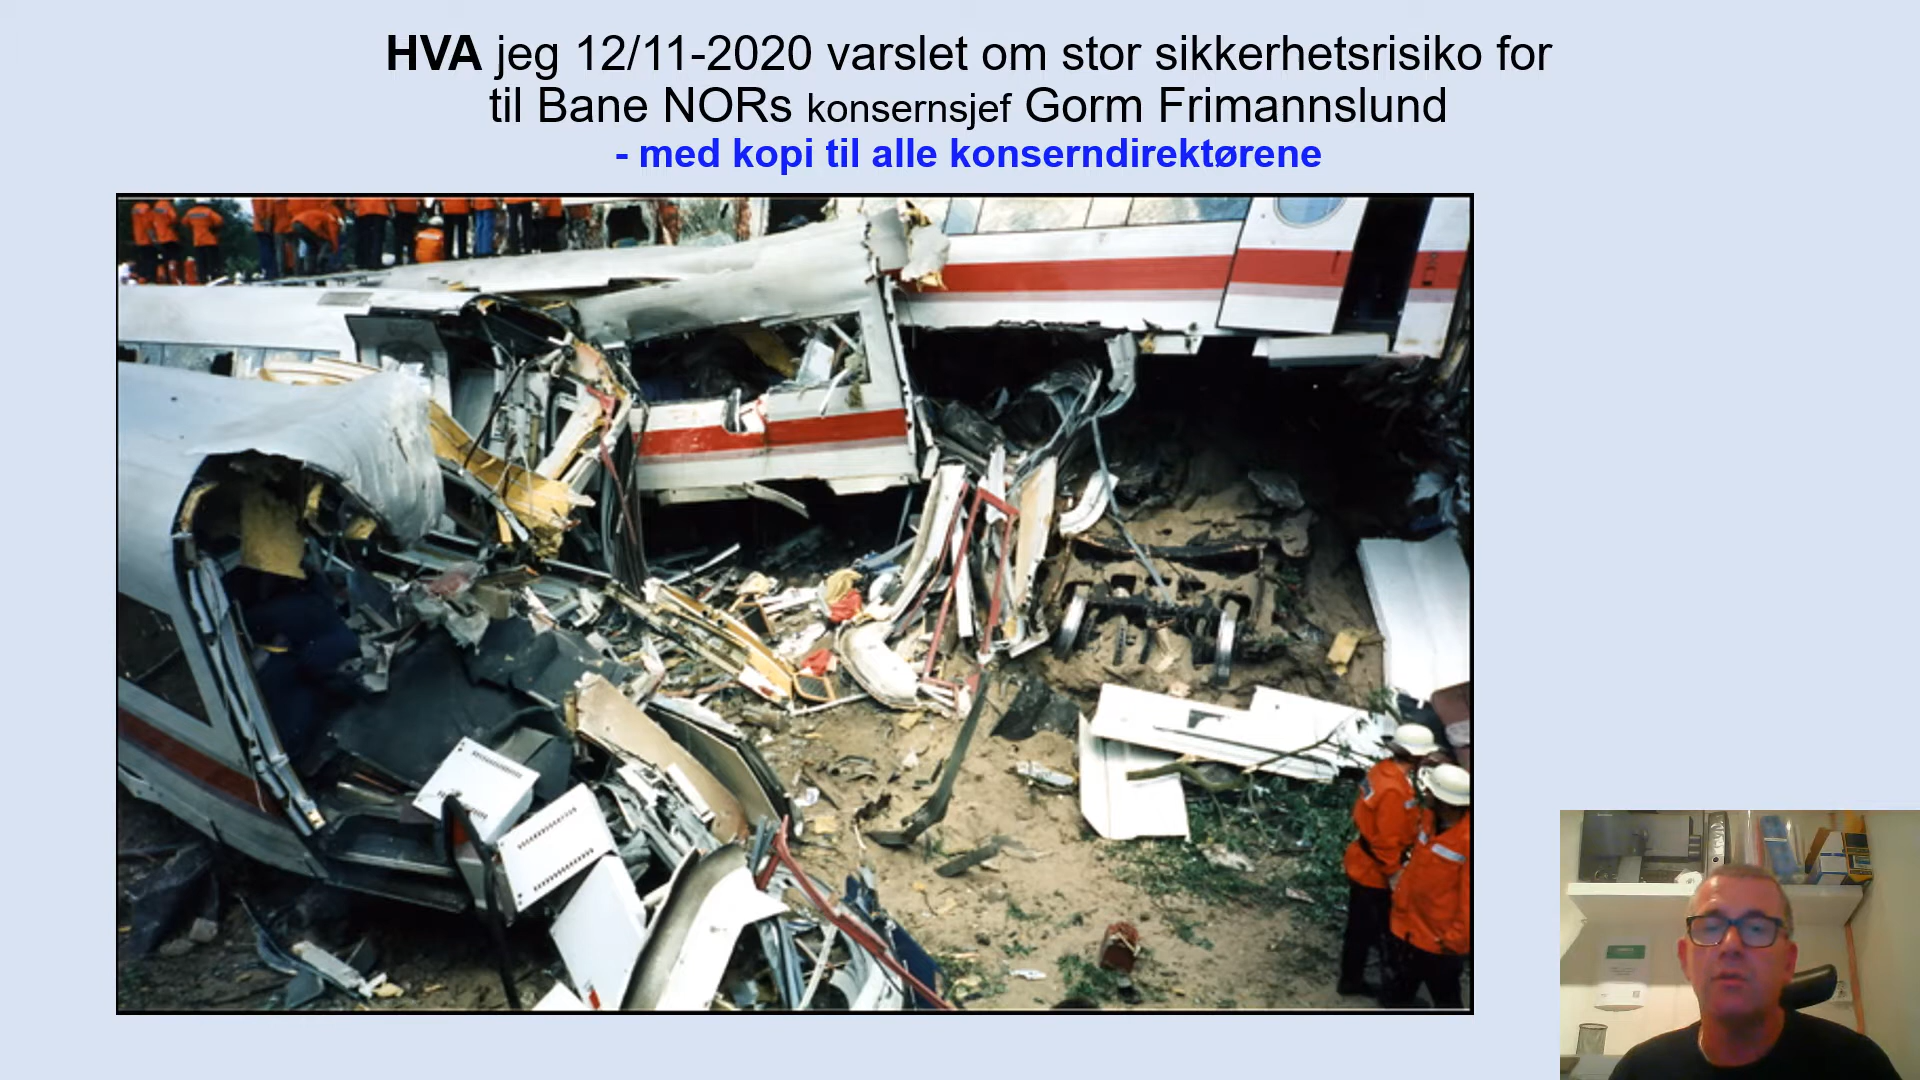 HVA jeg 12/11-2020 varslet om stor sikkerhetsrisiko for
til Bane NORs konsernsjef Gorm Frimannslund
- med kopi til alle konserndirektørene